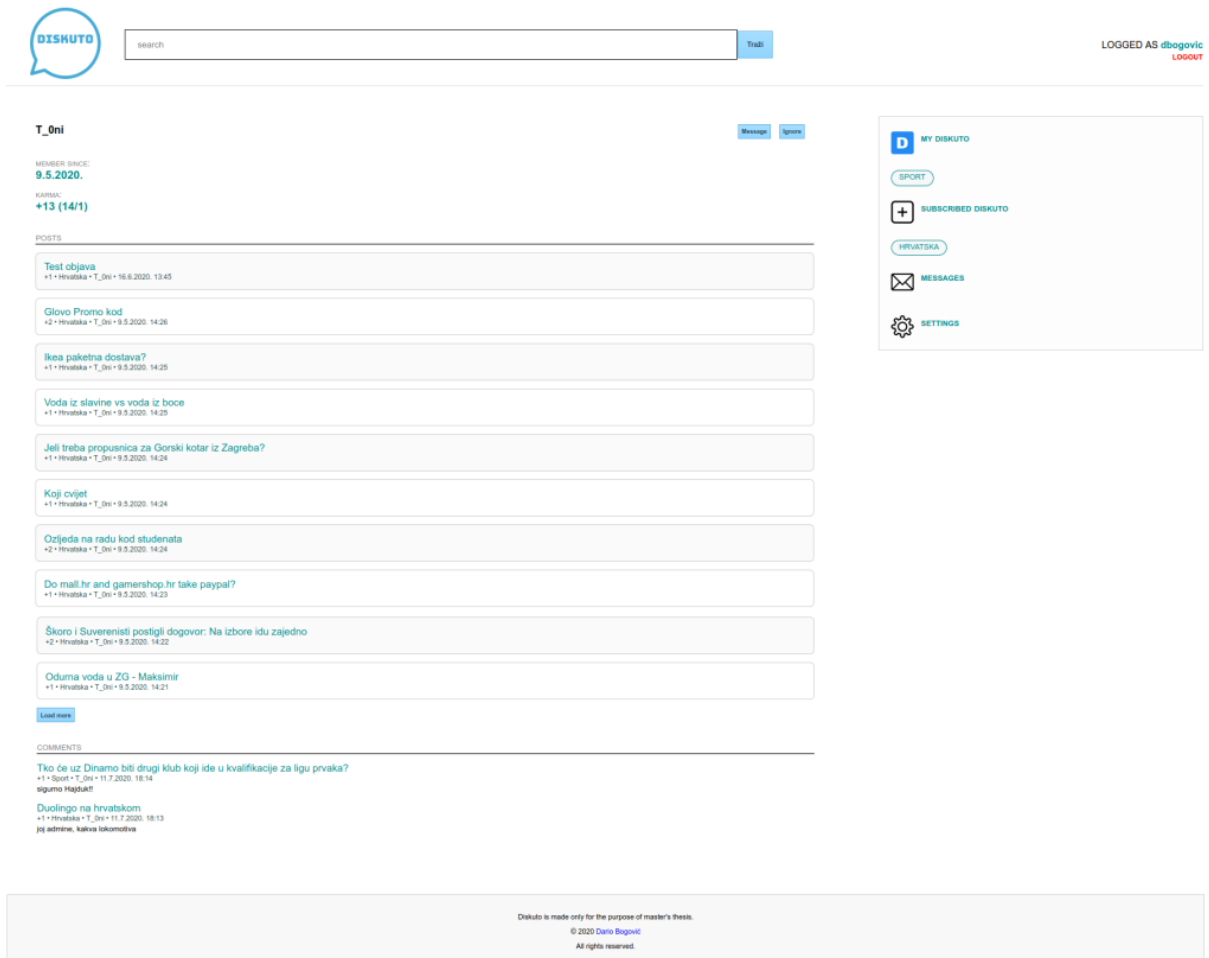 DISKUTO
search
Traži
LOGGED AS dbogovic
LOGOUT
T_0ni
Message
Ignore
MEMBER SINCE:
9.5.2020.
KARMA:
+13 (14/1)
POSTS
Test objava
+1 • Hrvatska • T_0ni • 16.6.2020. 13:45
Glovo Promo kod
+2 • Hrvatska • T_0ni • 9.5.2020. 14:26
Ikea paketna dostava?
+1 • Hrvatska • T_0ni • 9.5.2020. 14:25
Voda iz slavine vs voda iz boce
+1 • Hrvatska • T_0ni • 9.5.2020. 14:25
Jeli treba propusnica za Gorski kotar iz Zagreba?
+1 • Hrvatska • T_0ni • 9.5.2020. 14:24
Koji cvijet
+1 • Hrvatska • T_0ni • 9.5.2020. 14:24
Ozljeda na radu kod studenata
+2 • Hrvatska • T_0ni • 9.5.2020. 14:24
Do mall.hr and gamershop.hr take paypal?
+1 • Hrvatska • T_0ni • 9.5.2020. 14:23
Škoro i Suverenisti postigli dogovor: Na izbore idu zajedno
+2 • Hrvatska • T_0ni • 9.5.2020. 14:22
Odurna voda u ZG - Maksimir
+1 • Hrvatska • T_0ni • 9.5.2020. 14:21
Load more
COMMENTS
Tko će uz Dinamo biti drugi klub koji ide u kvalifikacije za ligu prvaka?
+1 • Sport • T_0ni • 11.7.2020. 18:14
sigurno Hajduk!!
Duolingo na hrvatskom
+1 • Hrvatska • T_0ni • 11.7.2020. 18:13
joj admine, kakva lokomotiva
D
MY DISKUTO
SPORT
SUBSCRIBED DISKUTO
HRVATSKA
MESSAGES
SETTINGS
Diskuto is made only for the purpose of master's thesis.
© 2020 Dario Bogović
All rights reserved.